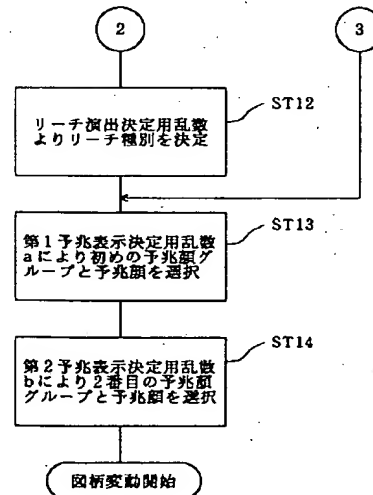 2
3
ST12
リーチ演出決定用乱数
よりリーチ種別を決定
ST13
第1予兆表示決定用乱数
aにより初めの予兆額グ
ループと予兆額を選択
ST14
第2予兆表示決定用乱数
bにより2番目の予兆額
グループと予兆額を選択
図柄変動開始